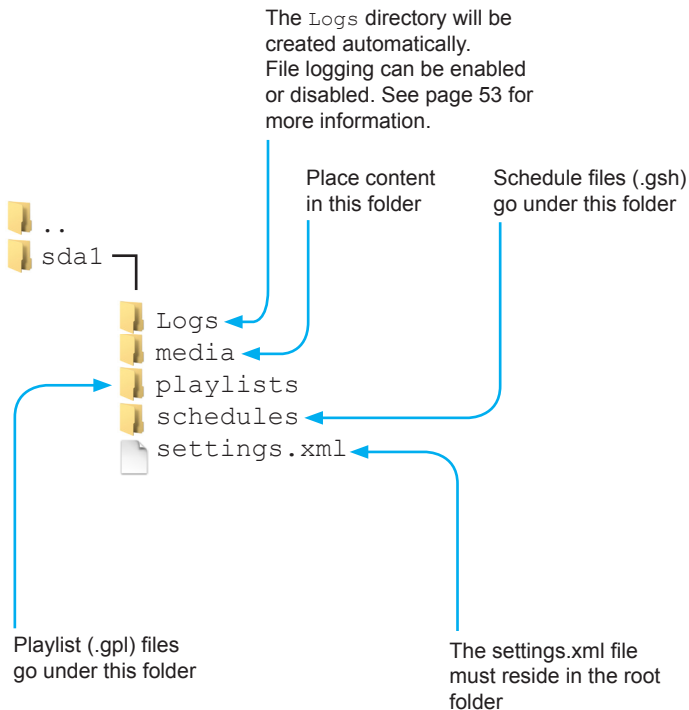 The Logs directory will be
created automatically.
File logging can be enabled
or disabled. See page 53 for
more information.
Place content
in this folder
Schedule files (.gsh)
go under this folder
..
sda1
Logs
media
playlists
schedules
settings.xml
Playlist (.gpl) files
go under this folder
The settings.xml file
must reside in the root
folder